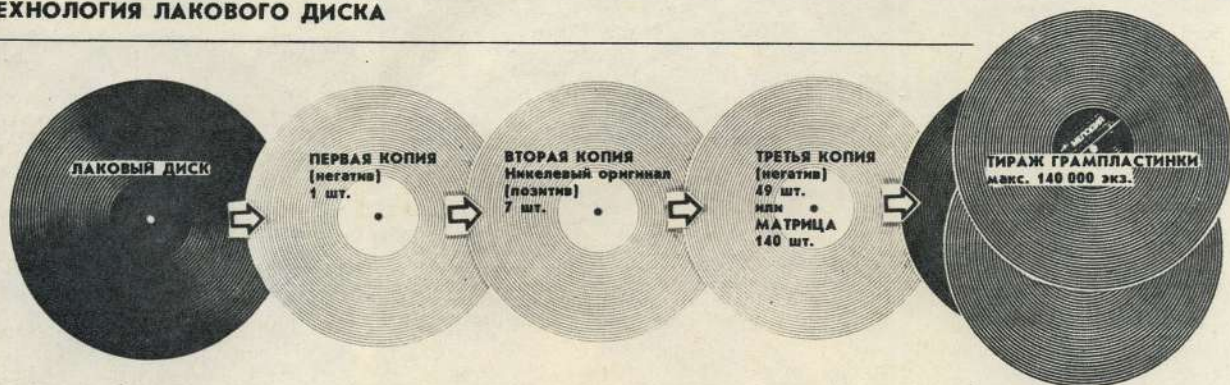 ЕХНОЛОГИЯ ЛАКОВОГО ДИСКА
ЛАКОВЫЙ ДИСК
ПЕРВАЯ КОПИЯ
(негатив)
1 шт.
ВТОРАЯ КОПИЯ
Никелевый оригинал
(позитив)
7 шт.
ТРЕТЬЯ КОПИЯ
(негатив)
49 шт.
или
МАТРИЦА
140 шт.
ТИРАЖ ГРАМПЛАСТИНКИ
макс. 140 000 экз.